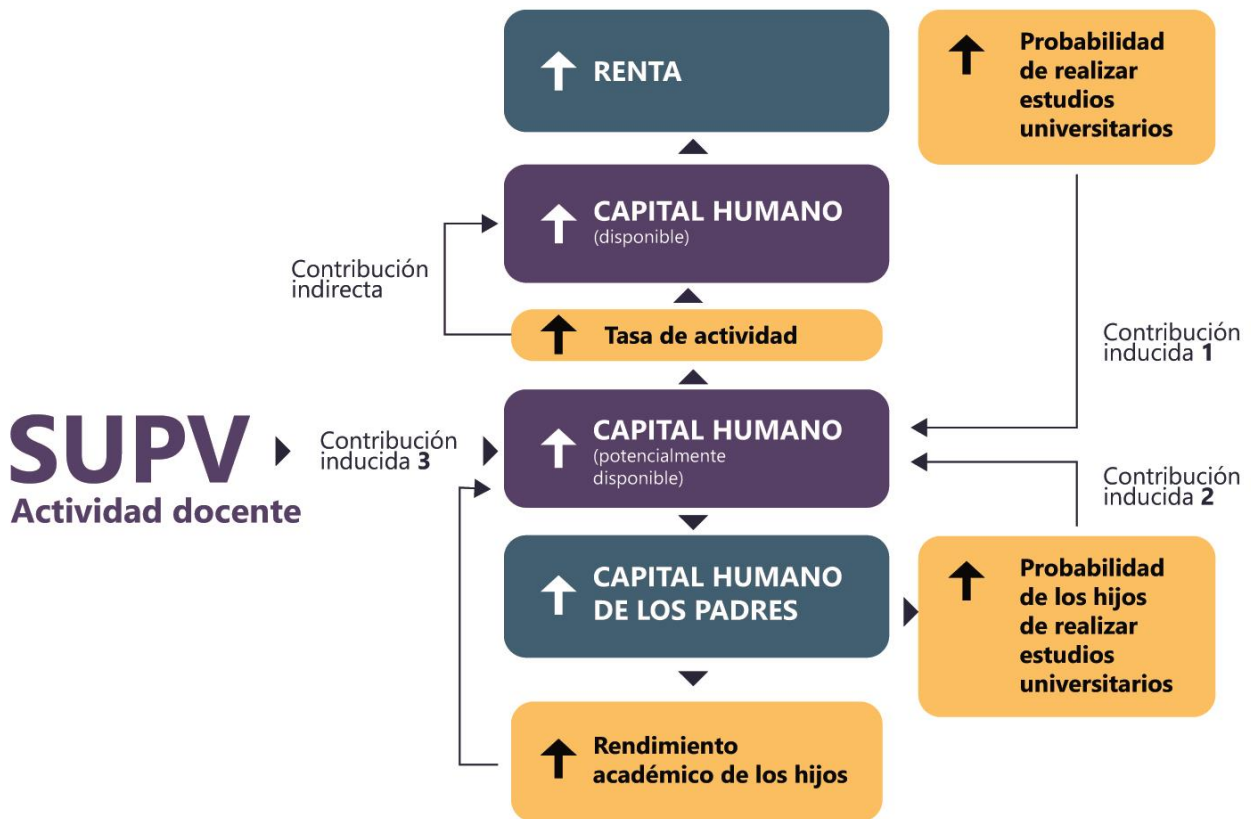 RENTA
Probabilidad
de realizar
estudios
universitarios
CAPITAL HUMANO
(disponible)
Contribución
indirecta
Tasa de actividad
Contribución
inducida 1
SUPV
Actividad docente
Contribución
inducida 3
CAPITAL HUMANO
(potencialmente
disponible)
Contribución
inducida 2
CAPITAL HUMANO
DE LOS PADRES
Probabilidad
de los hijos
de realizar
estudios
universitarios
Rendimiento
académico de los hijos